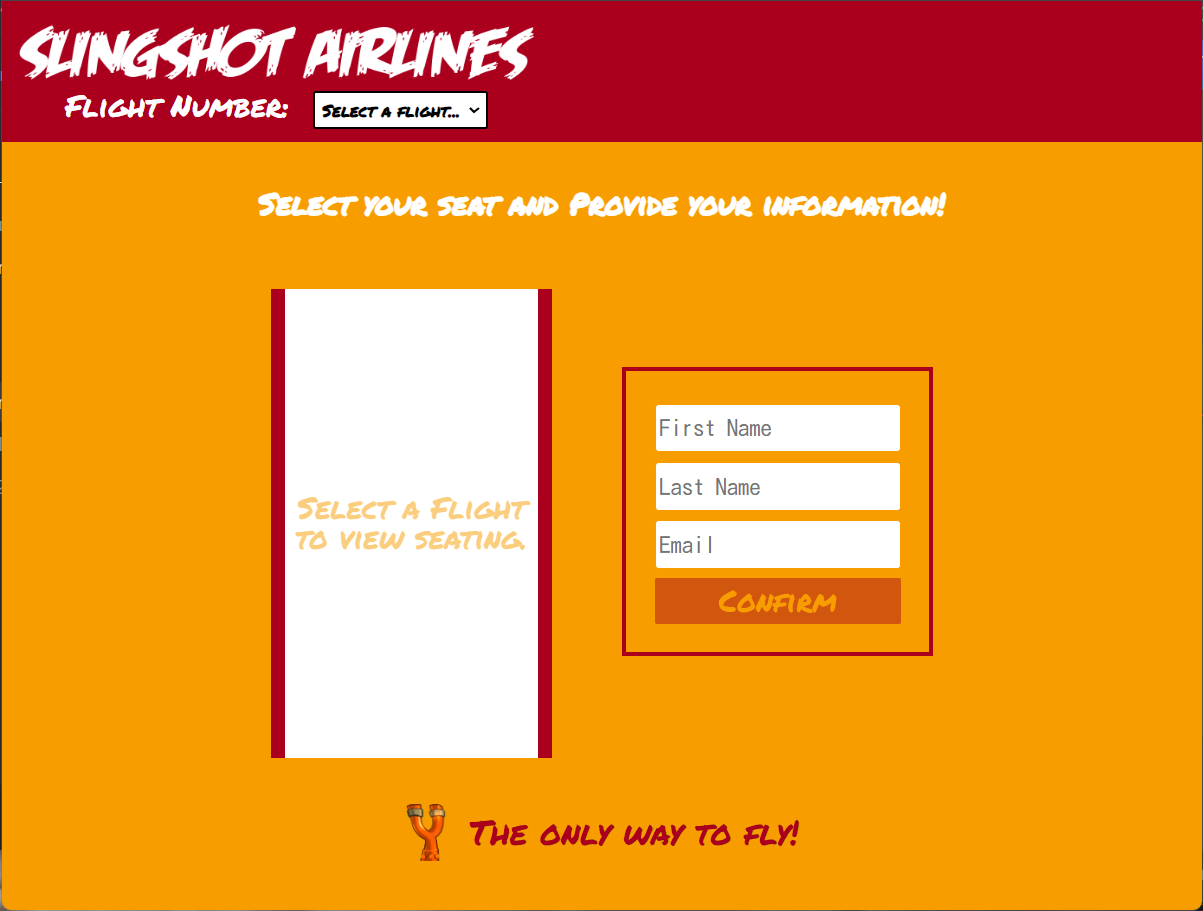 SLINGSHOT AIRLINES
Flight Number: Select a flight...
Select your seat and Provide your information!
Select a Flight
to view seating.
First Name
Last Name
Email
Confirm
The only way to fly!